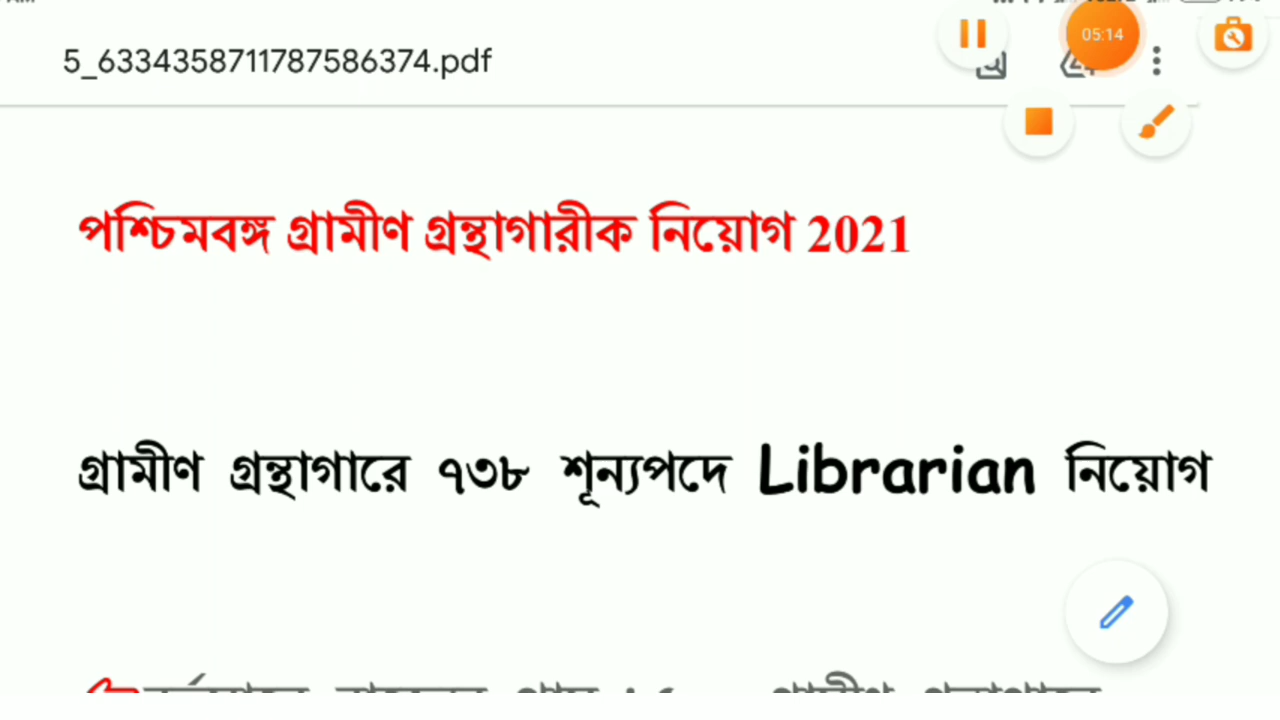 5_6334358711787586374.pdf
05:14
পশ্চিমবঙ্গ গ্রামীণ গ্রন্থাগারীক নিয়োগ 2021
গ্রামীণ গ্রন্থাগারে ৭৩৮ শূন্যপদে Librarian নিয়োগ